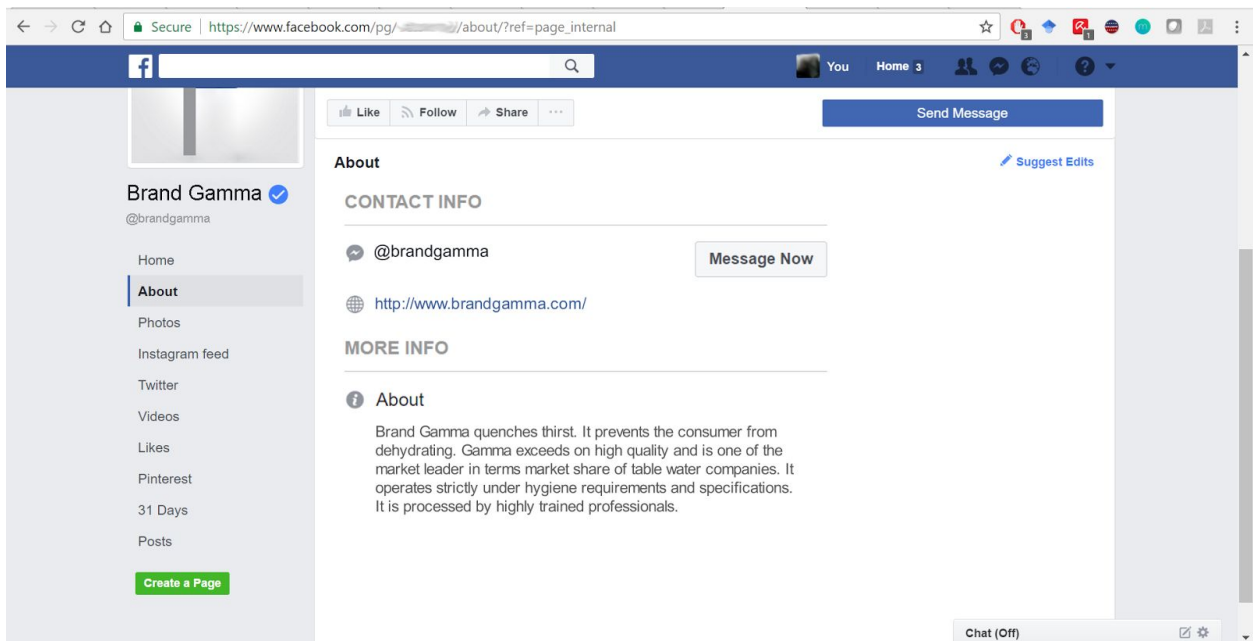 Secure https://www.facebook.com/pg/ /about/?ref=page_internal
3
1
f
You Home 3
?
Like Follow Share ...
Send Message
About
Suggest Edits
Brand Gamma
@brandgamma
Home
About
Photos
Instagram feed
Twitter
Videos
Likes
Pinterest
31 Days
Posts
Create a Page
CONTACT INFO
@brandgamma
Message Now
http://www.brandgamma.com/
MORE INFO
About
Brand Gamma quenches thirst. It prevents the consumer from
dehydrating. Gamma exceeds on high quality and is one of the
market leader in terms market share of table water companies. It
operates strictly under hygiene requirements and specifications.
It is processed by highly trained professionals.
Chat (Off)